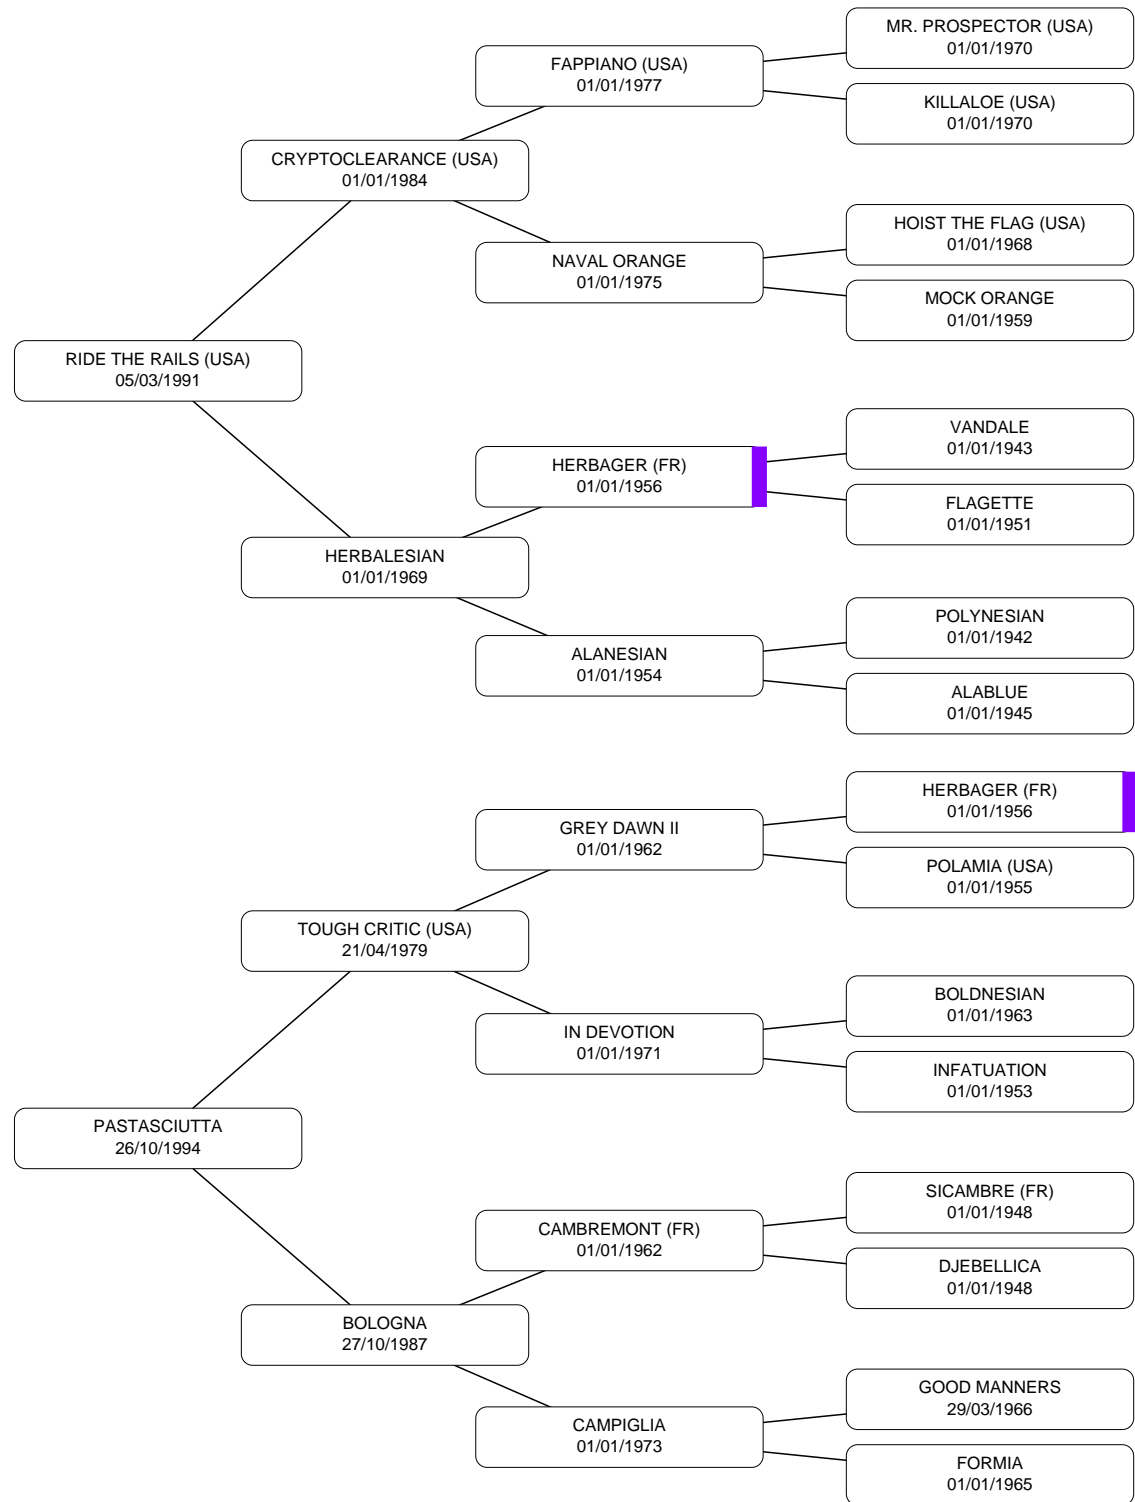 MR. PROSPECTOR (USA)
01/01/1970
FAPPIANO (USA)
01/01/1977
KILLALOE (USA)
01/01/1970
CRYPTOCLEARANCE (USA)
01/01/1984
HOIST THE FLAG (USA)
01/01/1968
NAVAL ORANGE
01/01/1975
MOCK ORANGE
01/01/1959
RIDE THE RAILS (USA)
05/03/1991
VANDALE
01/01/1943
HERBAGER (FR)
01/01/1956
FLAGETTE
01/01/1951
HERBALESIAN
01/01/1969
POLYNESIAN
01/01/1942
ALANESIAN
01/01/1954
ALABLUE
01/01/1945
HERBAGER (FR)
01/01/1956
GREY DAWN II
01/01/1962
POLAMIA (USA)
01/01/1955
TOUGH CRITIC (USA)
21/04/1979
BOLDNESIAN
01/01/1963
IN DEVOTION
01/01/1971
INFATUATION
01/01/1953
PASTASCIUTTA
26/10/1994
SICAMBRE (FR)
01/01/1948
CAMBREMONT (FR)
01/01/1962
DJEBELLICA
01/01/1948
BOLOGNA
27/10/1987
GOOD MANNERS
29/03/1966
CAMPIGLIA
01/01/1973
FORMIA
01/01/1965